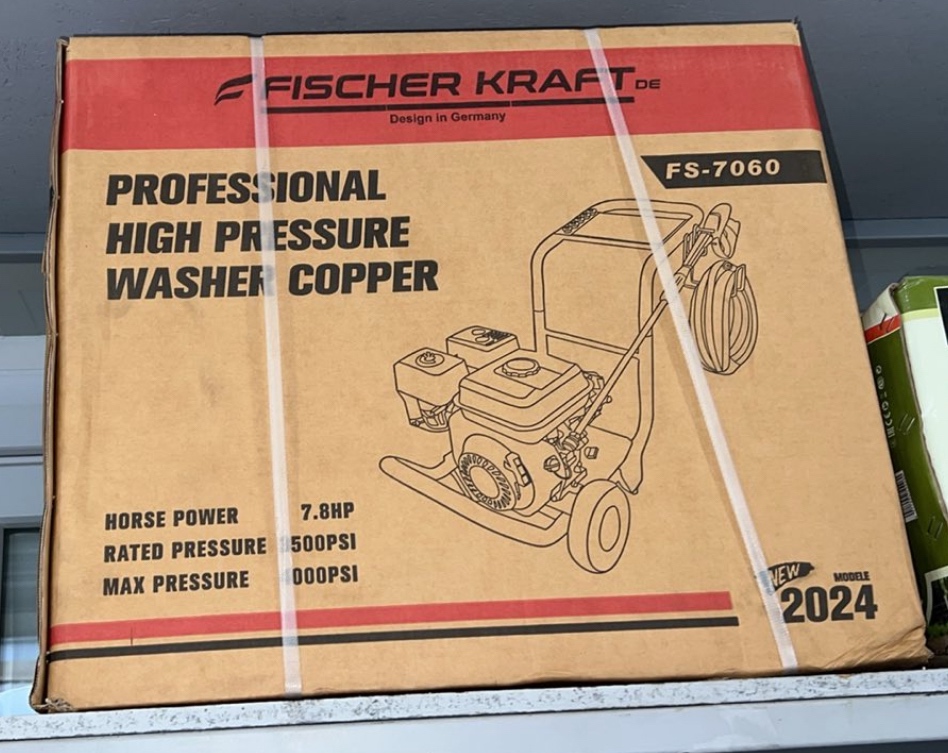 FISCHER KRAFT DE
Design in Germany
FS-7060
PROFESSIONAL
HIGH PRESSURE
WASHER COPPER
HORSE POWER 7.8HP
RATED PRESSURE 500PSI
MAX PRESSURE 000PSI
NEW MODELE
2024